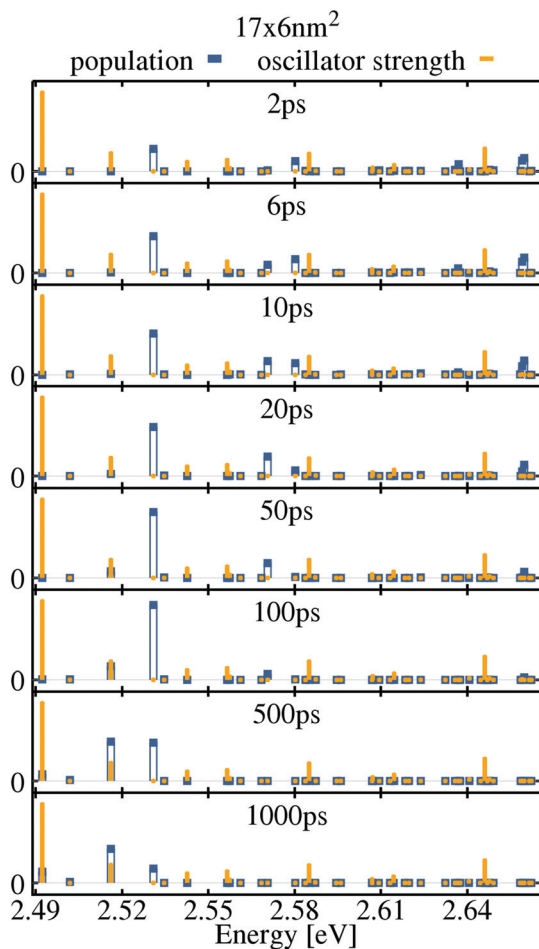 17x6nm²
population oscillator strength
2ps
0
6ps
0
10ps
0
20ps
0
50ps
0
100ps
0
500ps
0
1000ps
0
2.49 2.52 2.55 2.58 2.61 2.64
Energy [eV]